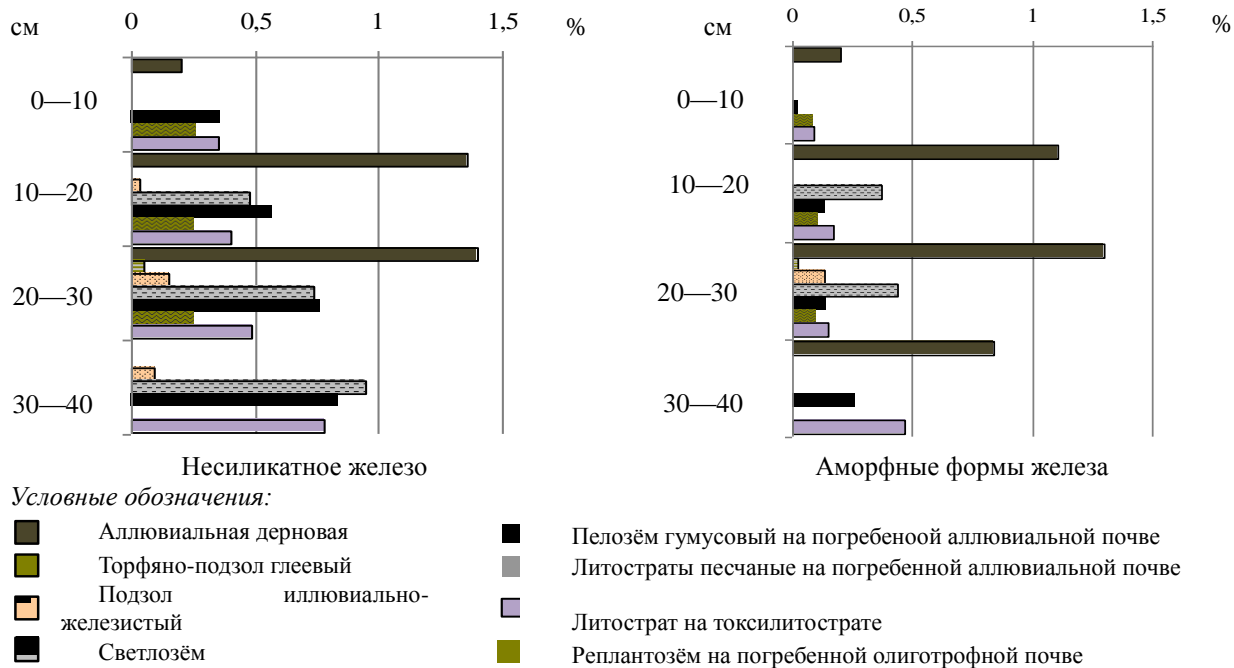 см 0 0,5 1 1,5 %
0—10
10—20
20—30
30—40
Несиликатное железо
см 0 0,5 1 1,5 %
0—10
10—20
20—30
30—40
Аморфные формы железа
Условные обозначения:
Аллювиальная дерновая
Торфяно-подзол глеевый
Подзол иллювиально-
железистый
Светлозём
Пелозём гумусовый на погребеноой аллювиальной почве
Литостраты песчаные на погребенной аллювиальной почве
Литострат на токсилитострате
Реплантозём на погребенной олиготрофной почве